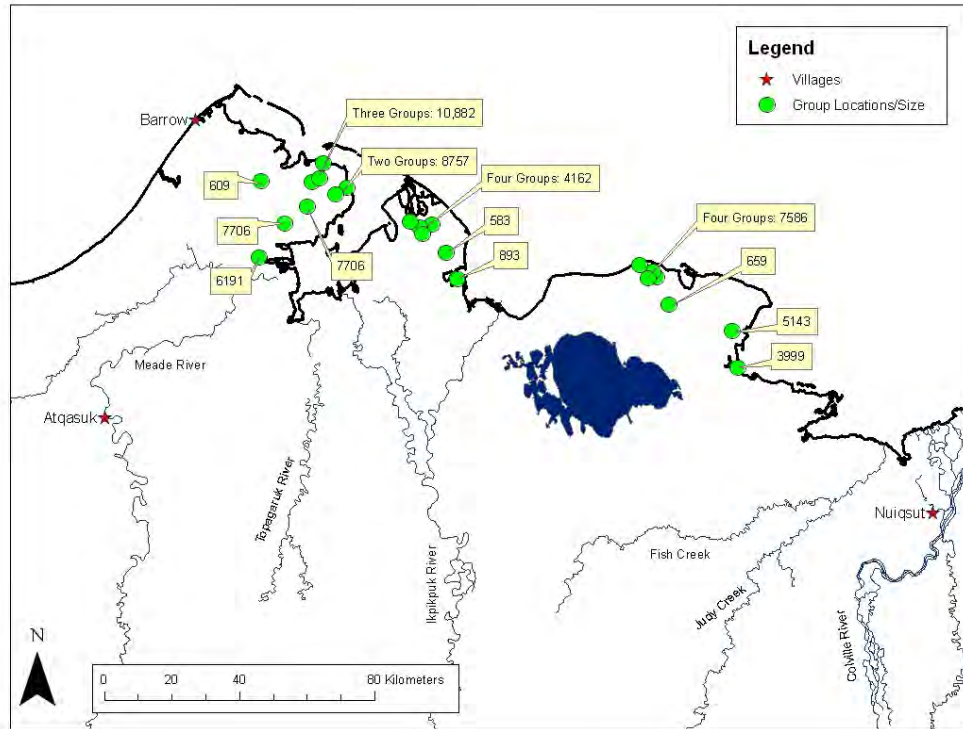 Legend
Villages
Group Locations/Size
Barrow
Three Groups: 10,882
Two Groups: 8757
609
Four Groups: 4162
7706
583
Four Groups: 7586
6191
7706
893
659
5143
3999
Meade River
Atqasuk
Topagaruk River
Ikpikpuk River
Fish Creek
Judy Creek
Colville River
Nuiqsut
N
0 20 40 80 Kilometers